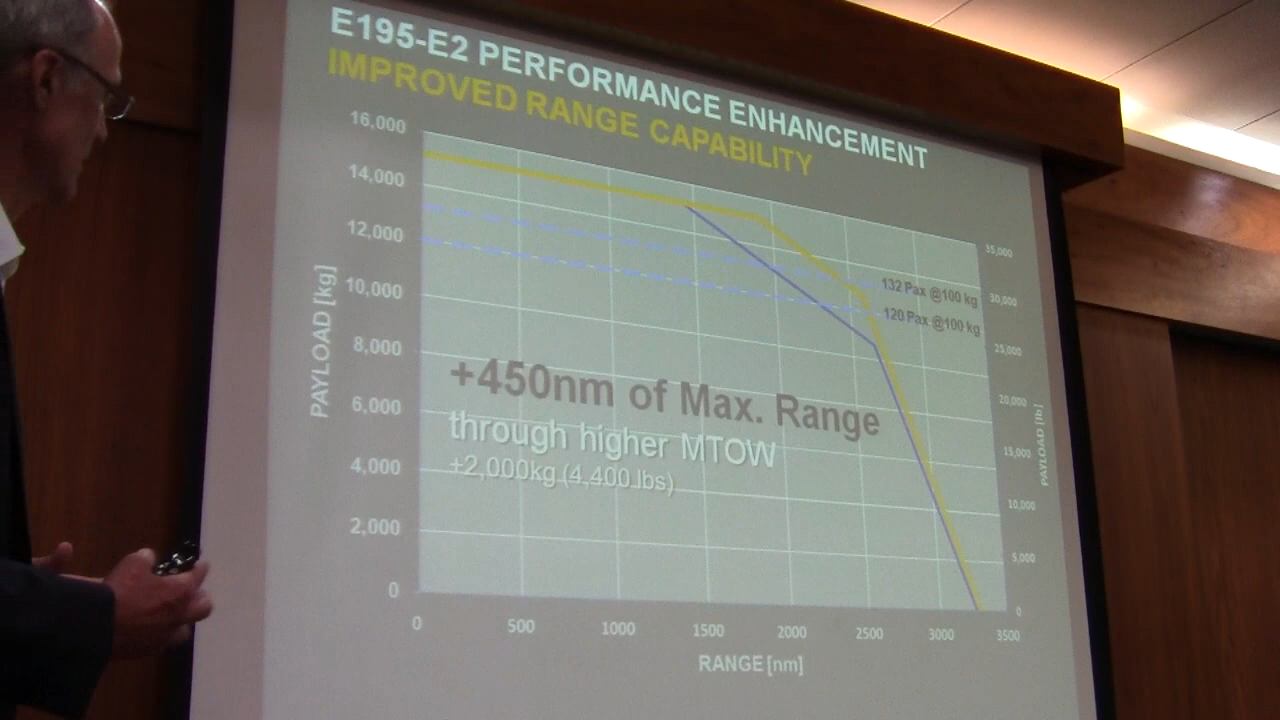 E195-E2 PERFORMANCE ENHANCEMENT
IMPROVED RANGE CAPABILITY
16,000
14,000
12,000
10,000
8,000
6,000
4,000
2,000
0
PAYLOAD [kg]
35,000
30,000
25,000
20,000
15,000
10,000
5,000
0
PAYLOAD [lb]
132 Pax @100 kg
120 Pax @100 kg
+450nm of Max. Range
through higher MTOW
+2,000kg (4,400 lbs)
0 500 1000 1500 2000 2500 3000 3500
RANGE [nm]